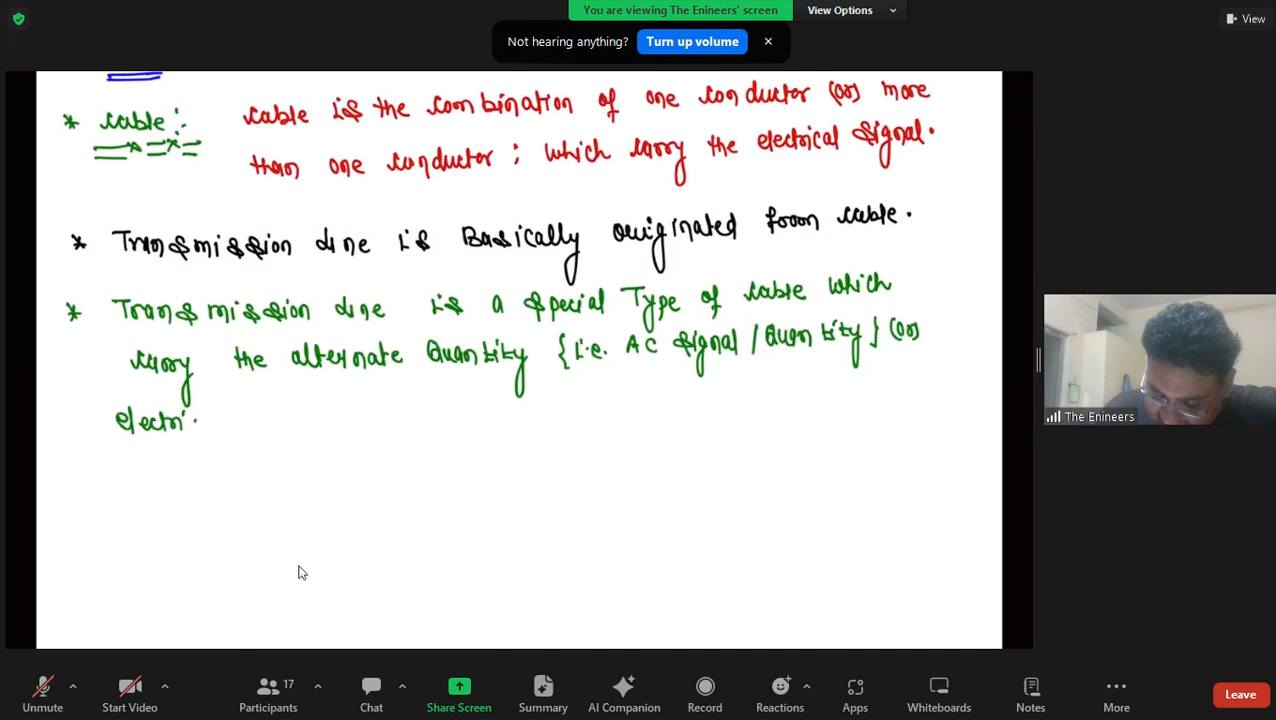 You are viewing The Enineers' screen
View Options
View
Not hearing anything? Turn up volume
* Cable :- Cable is the combination of one conductor (or) more
than one conductor ; which carry the electrical signal.
* Transmission line is Basically originated from cable.
* Transmission line is a special Type of cable which
carry the alternate Quantity {i.e. AC signal / Quantity} (or)
electri
The Enineers
Unmute
Start Video
Participants 17
Chat
Share Screen
Summary
AI Companion
Record
Reactions
Apps
Whiteboards
Notes
More
Leave